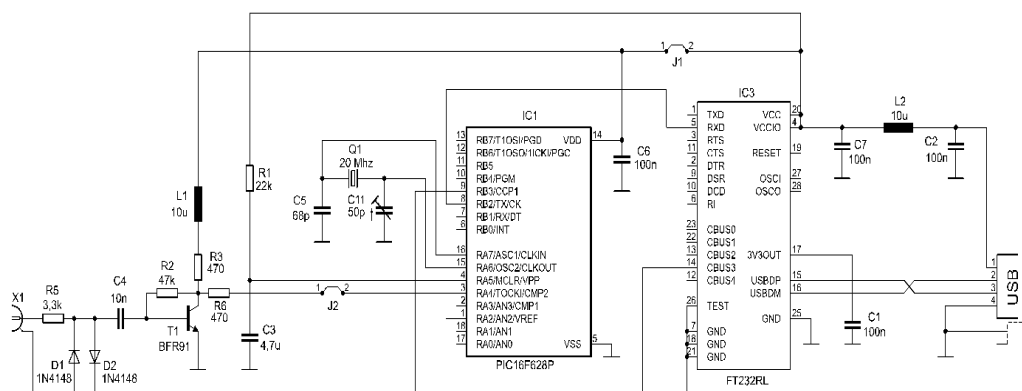 1
2
J1
IC1
IC3
L2
10u
Q1
20 Mhz
R1
22k
L1
10u
C5
68p
C11
50p
C6
100n
C7
100n
C2
100n
R3
470
R2
47k
R6
470
C4
10n
X1
R5
3,3k
T1
BFR91
D1
1N4148
D2
1N4148
C3
4,7u
1
2
J2
13 RB7/T1OSI/PGD
12 RB6/T1OSO/1ICKI/PGC
11 RB5
10 RB4/PGM
9 RB3/CCP1
8 RB2/TX/CK
7 RB1/RX/DT
6 RB0/INT
16 RA7/ASC1/CLKIN
15 RA6/OSC2/CLKOUT
4 RA5/MCLR/VPP
3 RA4/TOCKI/CMP2
2 RA3/AN3/CMP1
1 RA2/AN2/VREF
18 RA1/AN1
17 RA0/AN0
VDD 14
VSS 5
PIC16F628P
1 TXD
5 RXD
3 RTS
11 CTS
2 DTR
9 DSR
10 DCD
6 RI
23 CBUS0
22 CBUS1
13 CBUS2
14 CBUS3
12 CBUS4
26 TEST
7 GND
18 GND
21 GND
VCC 20
VCCIO 4
RESET 19
OSCI 27
OSCO 28
3V3OUT 17
USBDP 15
USBDM 16
GND 25
FT232RL
C1
100n
1
2
3
4
USB